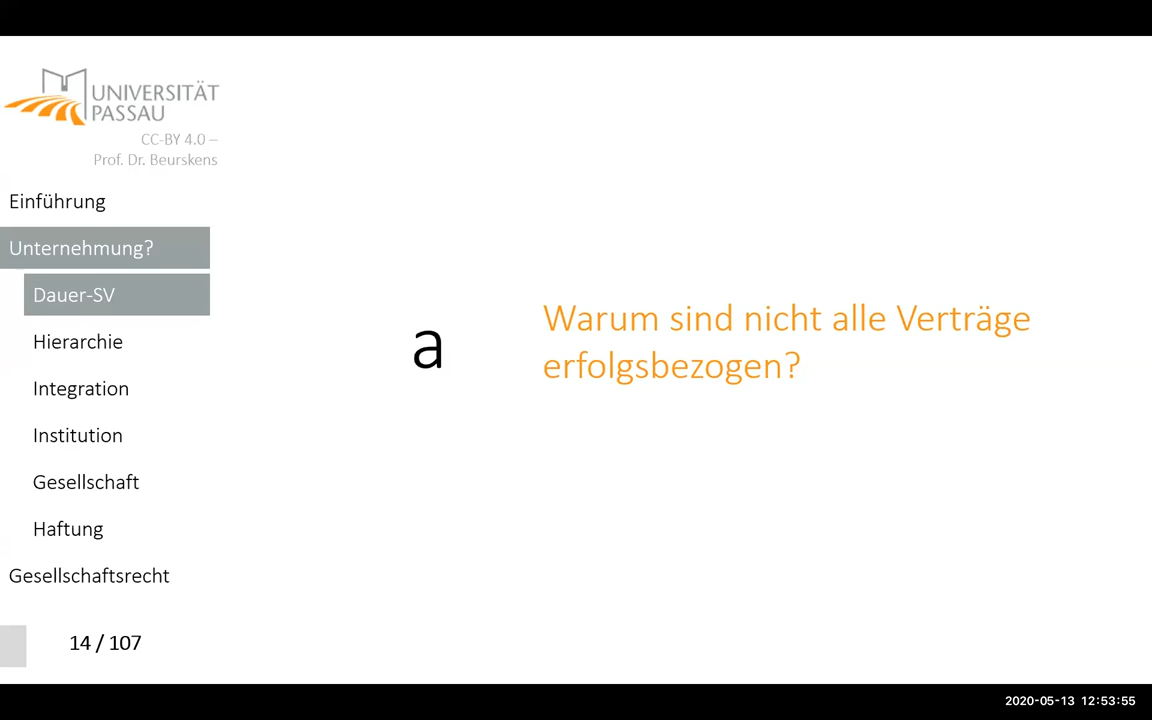 UNIVERSITÄT
PASSAU
CC-BY 4.0 –
Prof. Dr. Beurskens
Einführung
Unternehmung?
Dauer-SV
Hierarchie
Integration
Institution
Gesellschaft
Haftung
Gesellschaftsrecht
14 / 107
a
Warum sind nicht alle Verträge
erfolgsbezogen?
2020-05-13 12:53:55